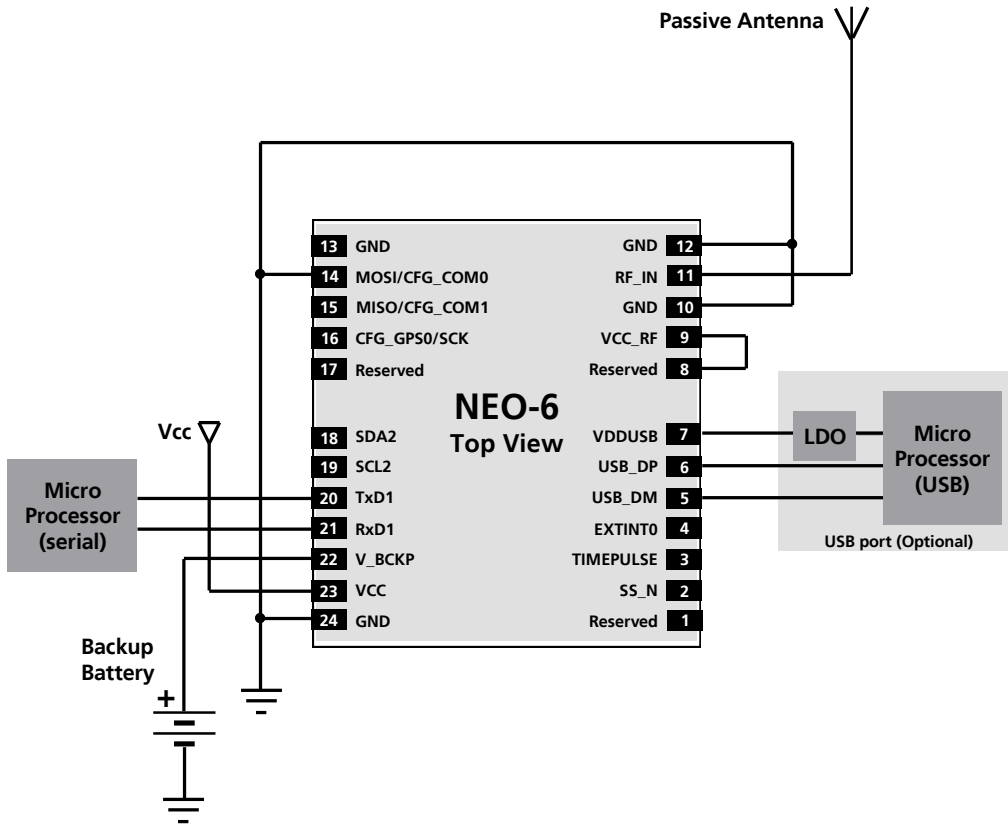 Passive Antenna
13 GND
GND 12
14 MOSI/CFG_COM0
RF_IN 11
15 MISO/CFG_COM1
GND 10
16 CFG_GPS0/SCK
VCC_RF 9
17 Reserved
Reserved 8
NEO-6
Top View
Vcc
18 SDA2
VDDUSB 7
LDO
19 SCL2
USB_DP 6
20 TxD1
USB_DM 5
21 RxD1
EXTINT0 4
22 V_BCKP
TIMEPULSE 3
23 VCC
SS_N 2
24 GND
Reserved 1
Micro
Processor
(serial)
Micro
Processor
(USB)
USB port (Optional)
Backup
Battery
+